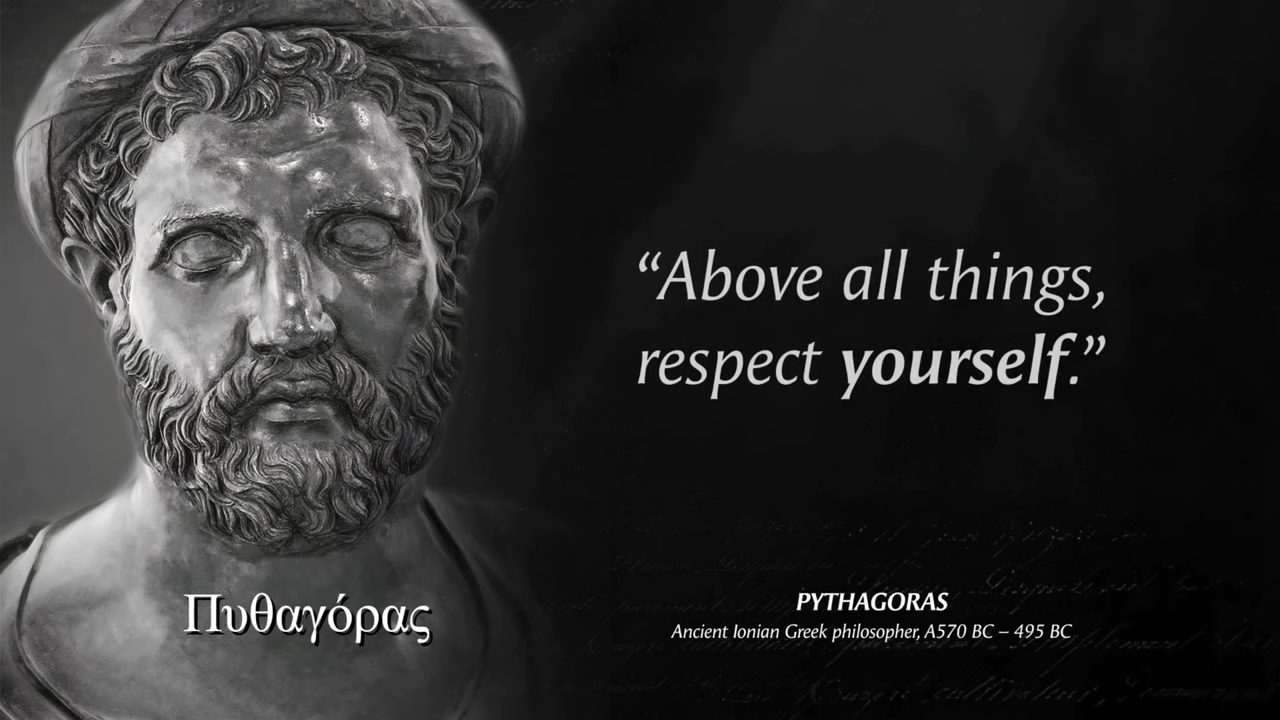 “Above all things,
respect yourself.”
Πυθαγόρας
PYTHAGORAS
Ancient Ionian Greek philosopher, A570 BC – 495 BC